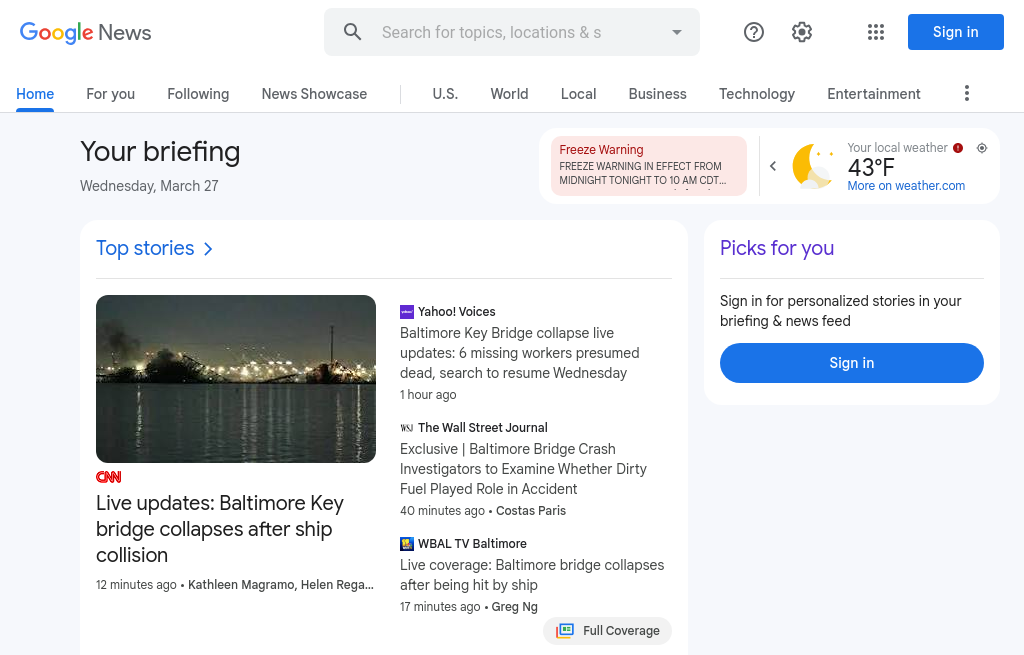 Google News
Search for topics, locations & s
Sign in
Home
For you
Following
News Showcase
U.S.
World
Local
Business
Technology
Entertainment
Your briefing
Wednesday, March 27
Freeze Warning
FREEZE WARNING IN EFFECT FROM
MIDNIGHT TONIGHT TO 10 AM CDT...
Your local weather
43°F
More on weather.com
Top stories
CNN
Live updates: Baltimore Key
bridge collapses after ship
collision
12 minutes ago • Kathleen Magramo, Helen Rega...
Yahoo! Voices
Baltimore Key Bridge collapse live
updates: 6 missing workers presumed
dead, search to resume Wednesday
1 hour ago
WSJ The Wall Street Journal
Exclusive | Baltimore Bridge Crash
Investigators to Examine Whether Dirty
Fuel Played Role in Accident
40 minutes ago • Costas Paris
WBAL TV Baltimore
Live coverage: Baltimore bridge collapses
after being hit by ship
17 minutes ago • Greg Ng
Full Coverage
Picks for you
Sign in for personalized stories in your
briefing & news feed
Sign in